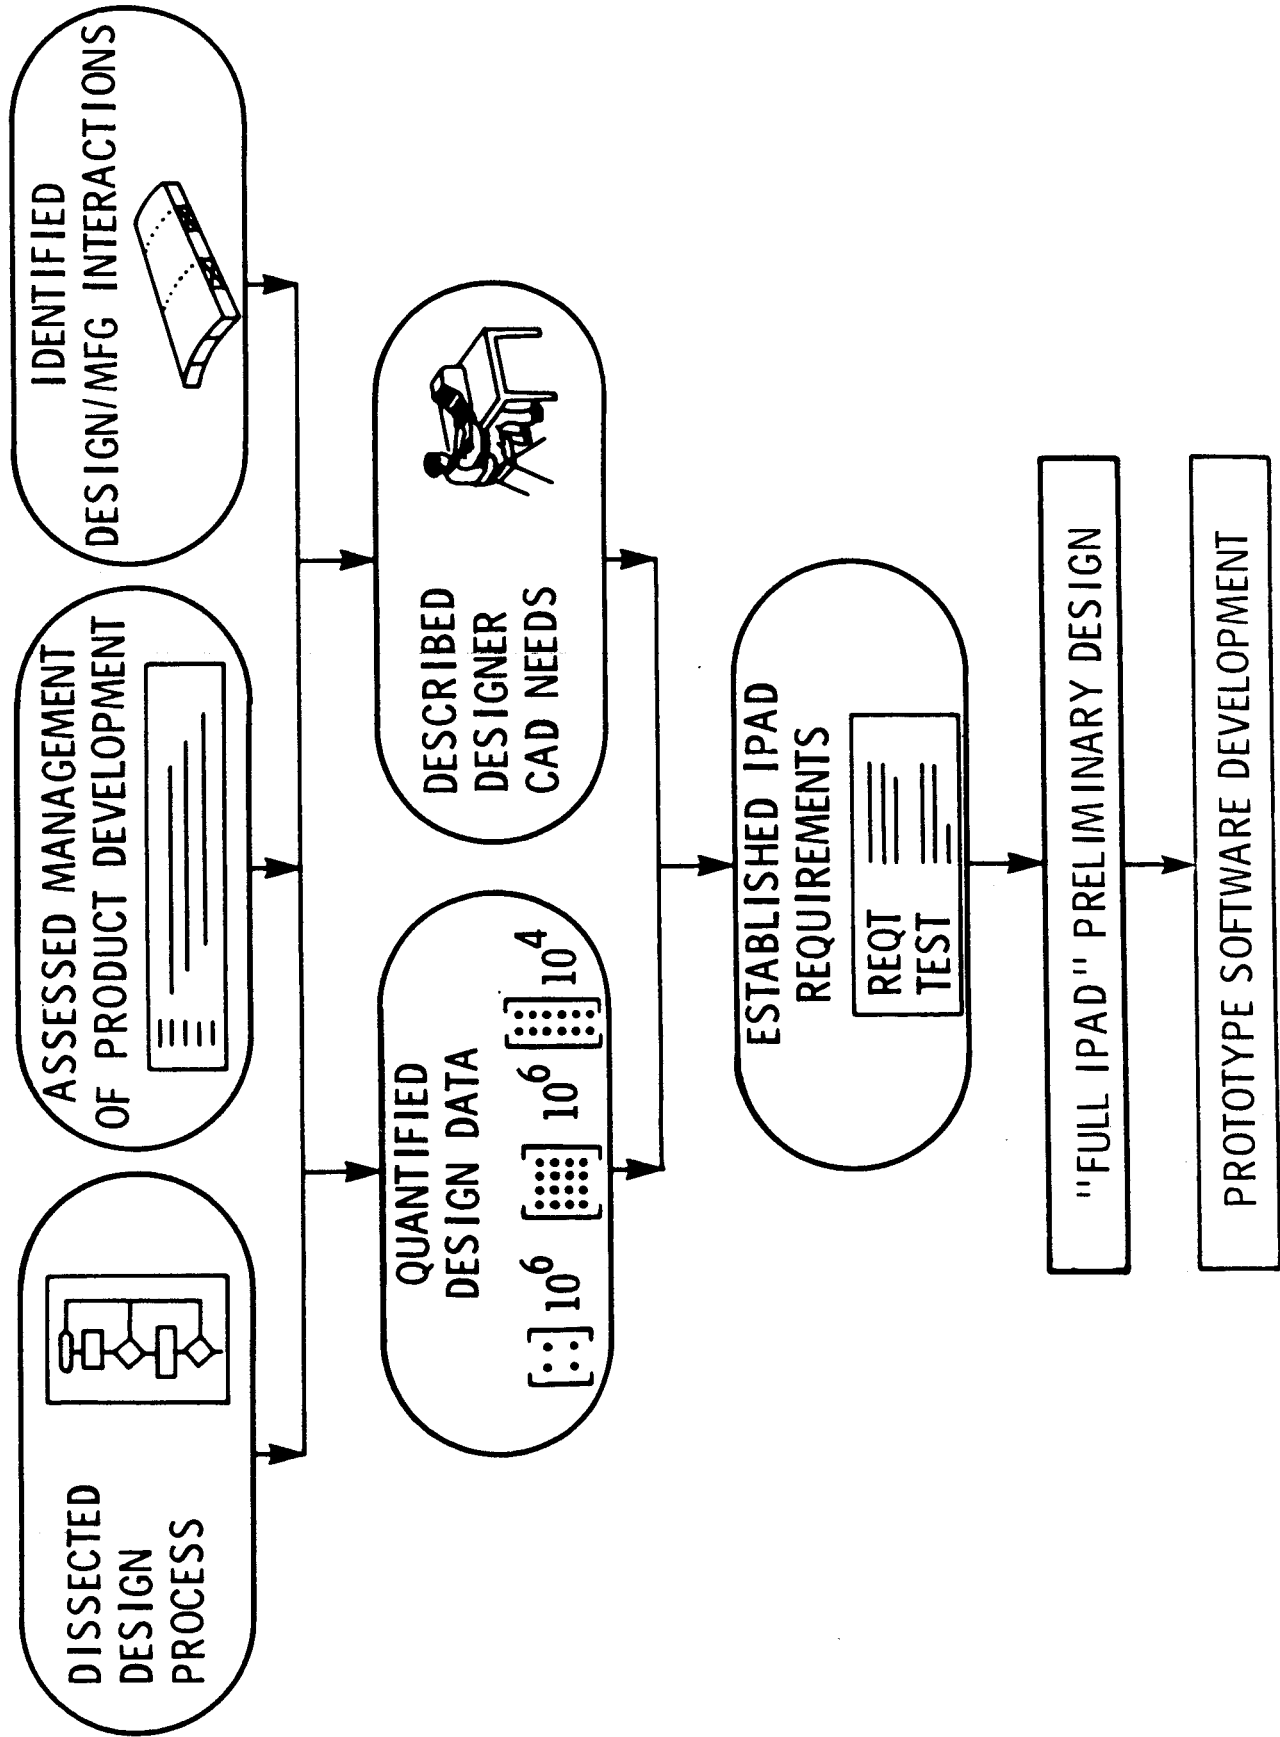 DISSECTED
DESIGN
PROCESS
ASSESSED MANAGEMENT
OF PRODUCT DEVELOPMENT
IDENTIFIED
DESIGN/MFG INTERACTIONS
QUANTIFIED
DESIGN DATA
[::] 10⁶ [::::] 10⁶ [::] 10⁴
DESCRIBED
DESIGNER
CAD NEEDS
ESTABLISHED IPAD
REQUIREMENTS
REQT
TEST
"FULL IPAD" PRELIMINARY DESIGN
PROTOTYPE SOFTWARE DEVELOPMENT